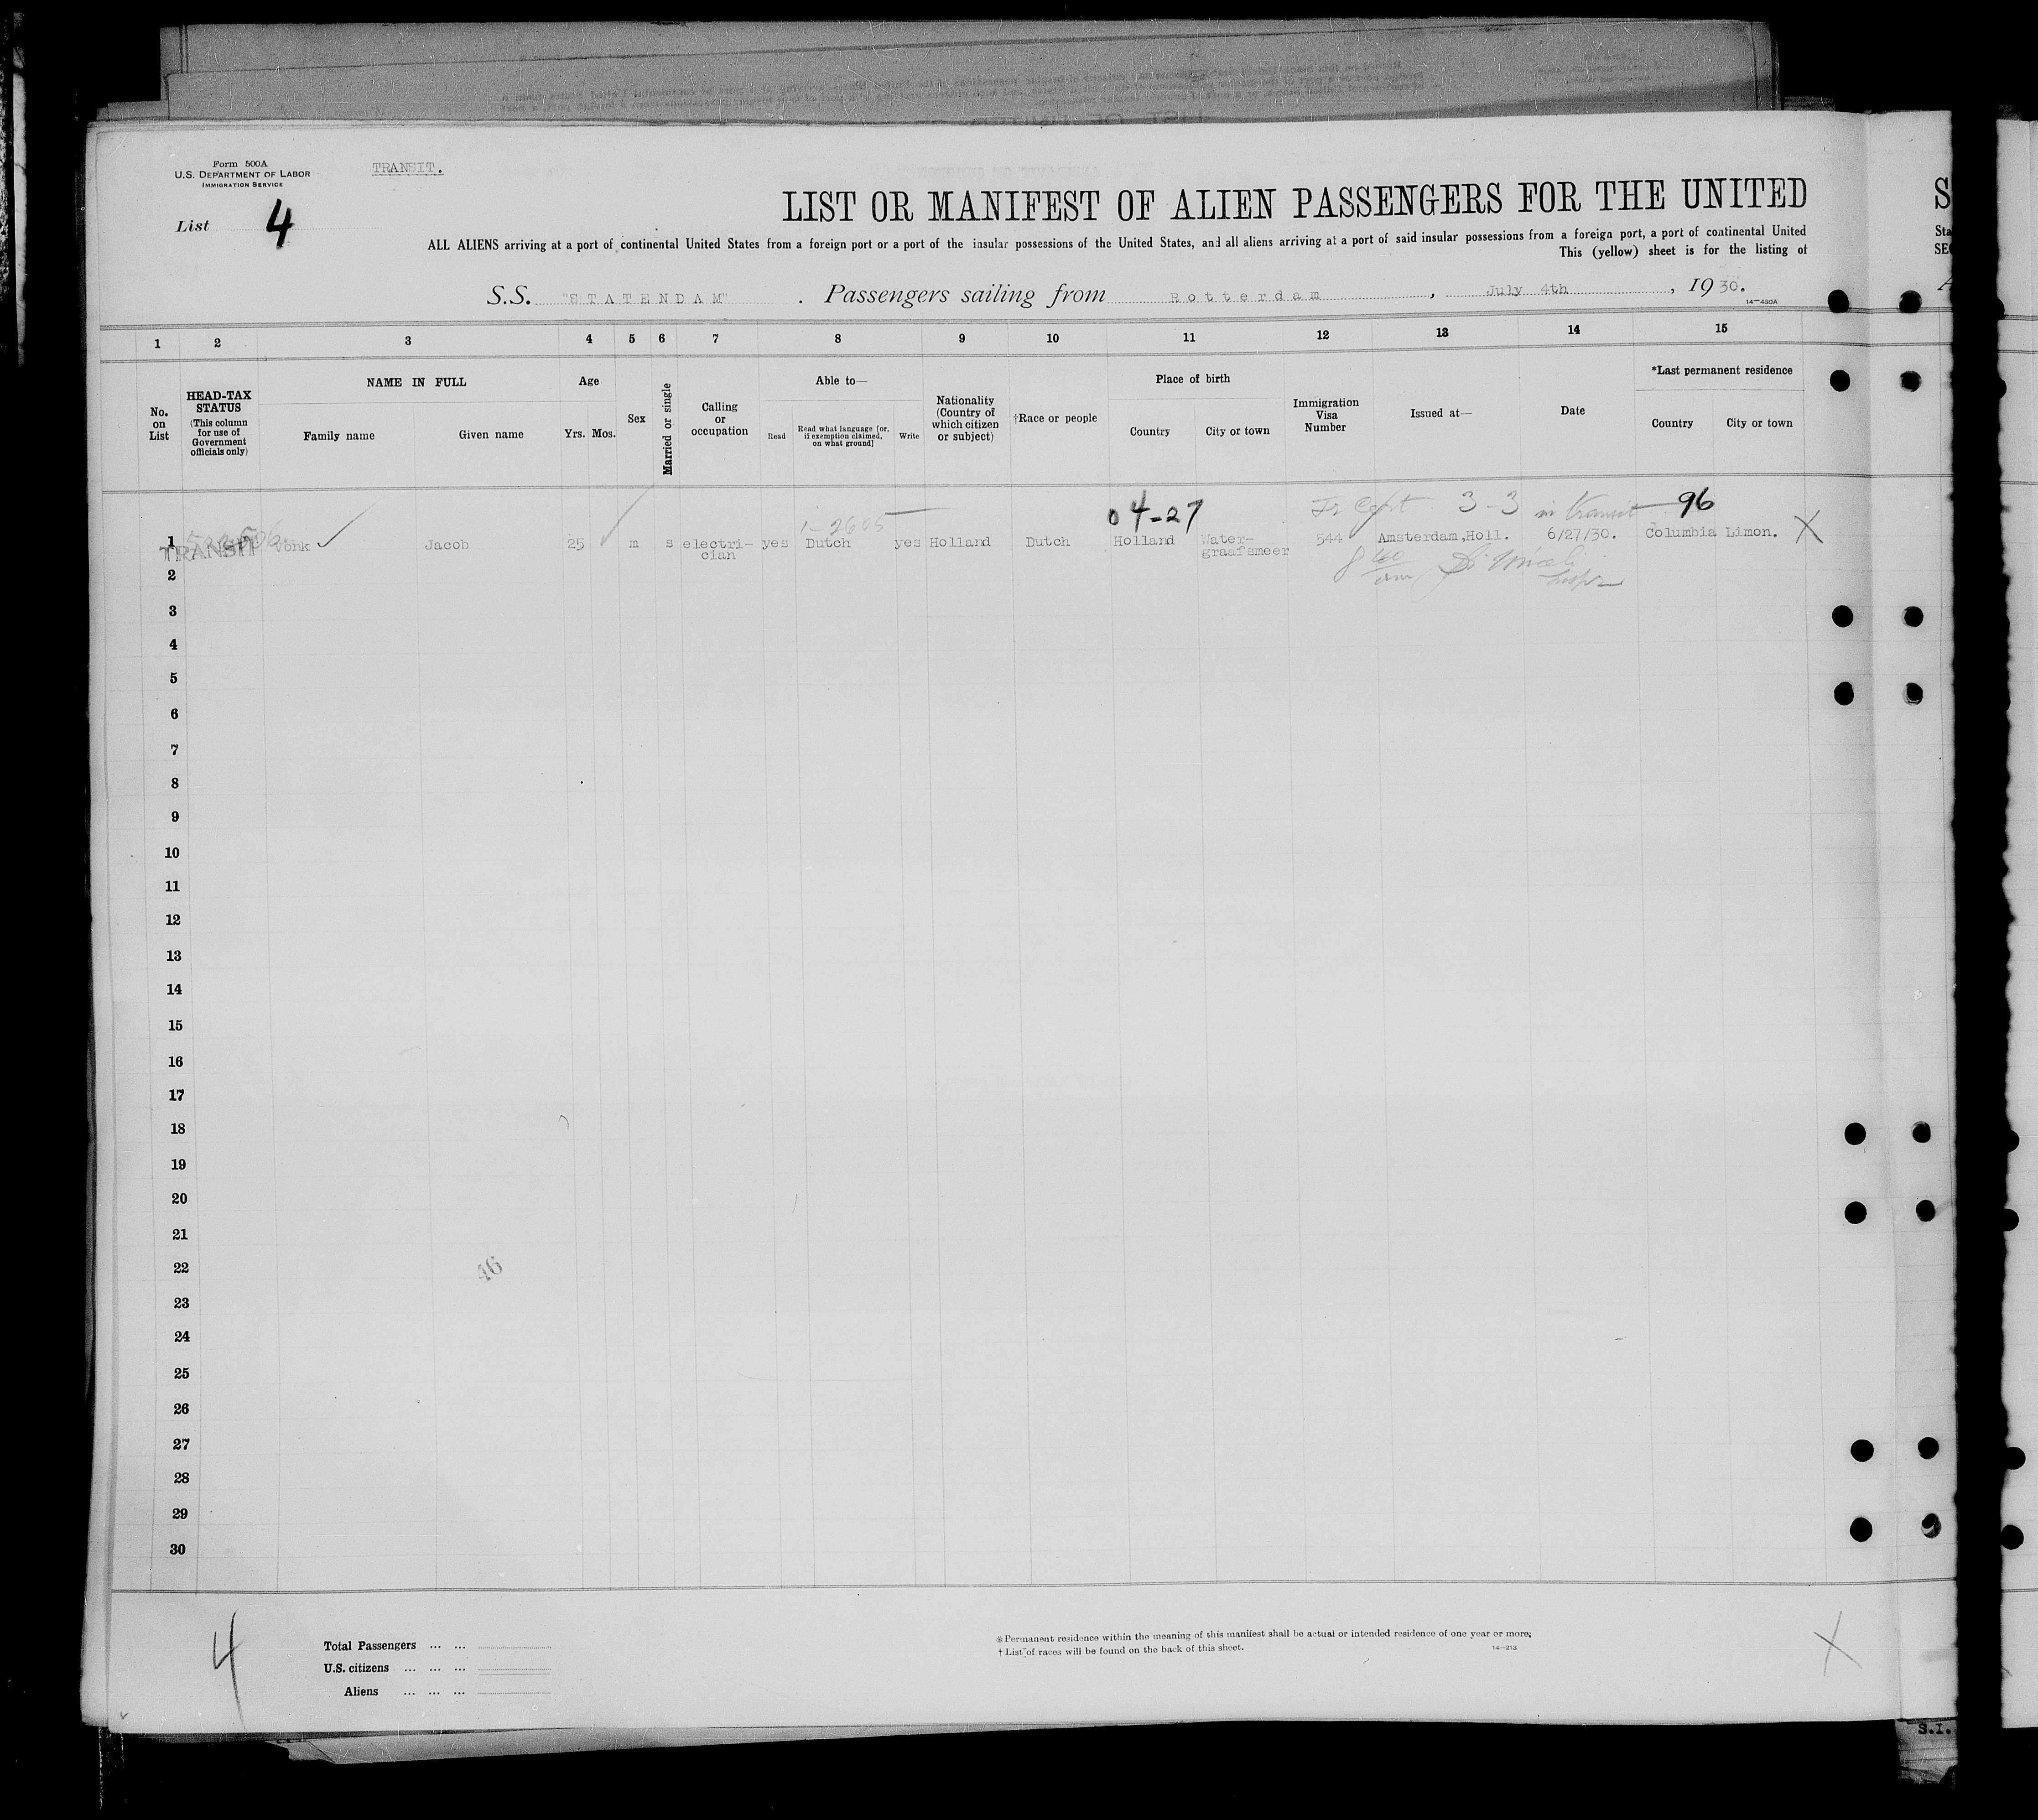 Form 500A
U.S. DEPARTMENT OF LABOR
IMMIGRATION SERVICE
TRANSIT.
List 4
LIST OR MANIFEST OF ALIEN PASSENGERS FOR THE UNITED
S
ALL ALIENS arriving at a port of continental United States from a foreign port or a port of the insular possessions of the United States, and all aliens arriving at a port of said insular possessions from a foreign port, a port of continental United
Sta
This (yellow) sheet is for the listing of
S.S. "STATENDAM" . Passengers sailing from Rotterdam, July 4th, 1930.
14—430A
1 2 3 4 5 6 7 8 9 10 11 12 13 14 15
No. on List
HEAD-TAX STATUS (This column for use of Government officials only)
NAME IN FULL
Family name Given name
Age
Yrs. Mos.
Sex
Married or single
Calling or occupation
Able to—
Read
Read what language [or, if exemption claimed, on what ground]
Write
Nationality (Country of which citizen or subject)
†Race or people
Place of birth
Country City or town
Immigration Visa Number
Issued at—
Date
*Last permanent residence
Country City or town
1-2605 04-27 3-3 in transit 96
1 TRANSIT Vonk Jacob 25 m s electri-cian yes Dutch yes Holland Dutch Holland Water-graafsmeer 544 Amsterdam,Holl. 6/27/30. Columbia Limon. X
2
3
4
5
6
7
8
9
10
11
12
13
14
15
16
17
18
19
20
21
22
23
24
25
26
27
28
29
30
46
4
Total Passengers ... ...
U.S. citizens ... ... ...
Aliens ... ... ...
*Permanent residence within the meaning of this manifest shall be actual or intended residence of one year or more.
† List of races will be found on the back of this sheet.
14—213
X
S.I.